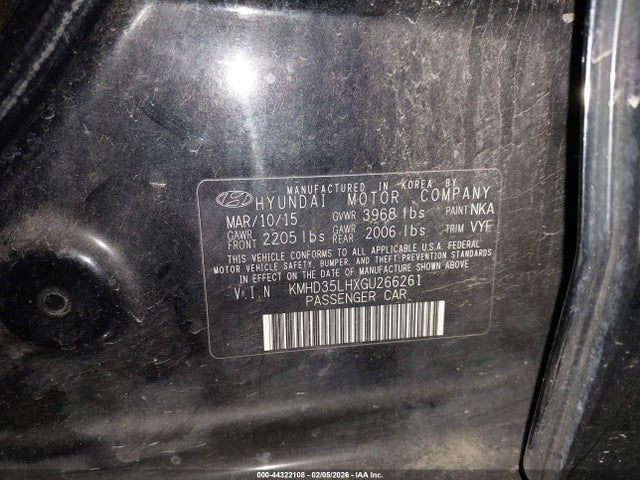 MANUFACTURED IN KOREA BY
HYUNDAI MOTOR COMPANY
MAR/10/15 GVWR 3968 lbs PAINT NKA
GAWR FRONT 2205 lbs GAWR REAR 2006 lbs TRIM VYF
THIS VEHICLE CONFORMS TO ALL APPLICABLE U.S.A. FEDERAL
MOTOR VEHICLE SAFETY, BUMPER, AND THEFT PREVENTION STANDARDS
IN EFFECT ON THE DATE OF MANUFACTURE SHOWN ABOVE.
V.I.N KMHD35LHXGU266261
PASSENGER CAR
000-44322108 - 02/05/2026 - IAA Inc.